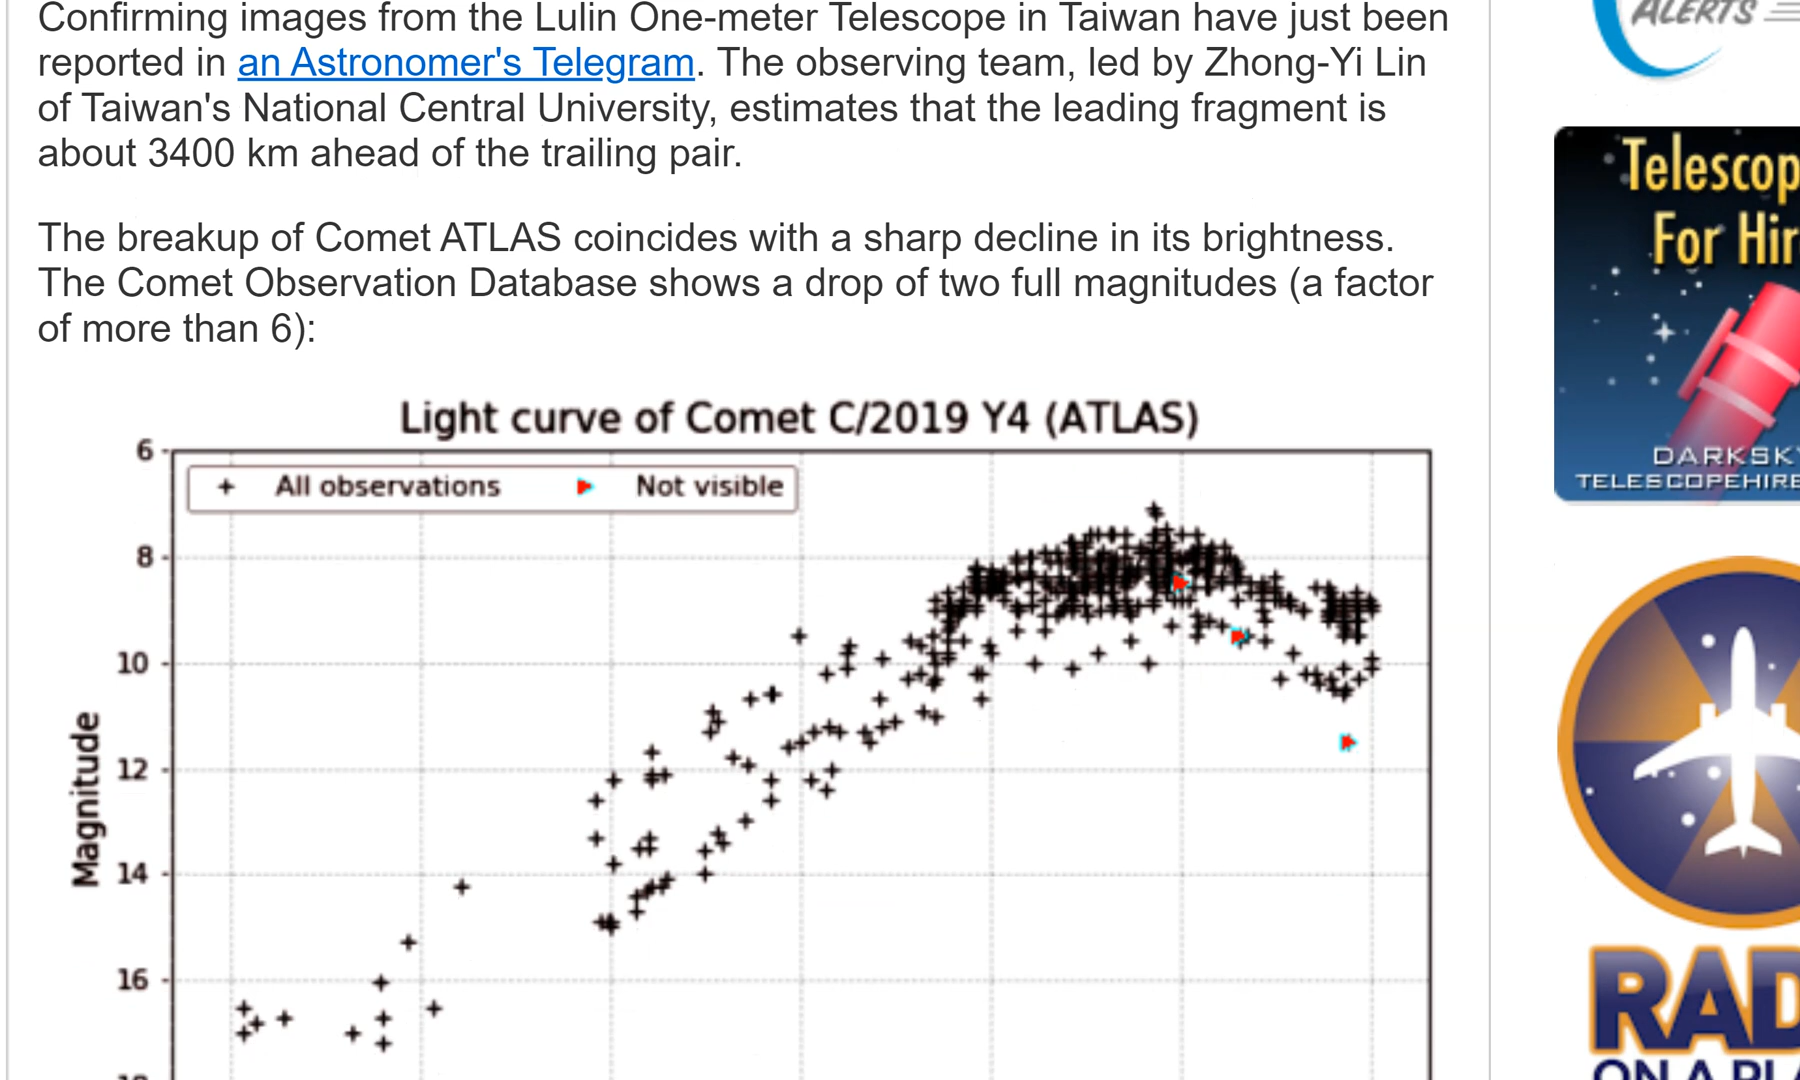 Confirming images from the Lulin One-meter Telescope in Taiwan have just been
reported in an Astronomer's Telegram. The observing team, led by Zhong-Yi Lin
of Taiwan's National Central University, estimates that the leading fragment is
about 3400 km ahead of the trailing pair.
The breakup of Comet ATLAS coincides with a sharp decline in its brightness.
The Comet Observation Database shows a drop of two full magnitudes (a factor
of more than 6):
Light curve of Comet C/2019 Y4 (ATLAS)
All observations Not visible
6
8
10
12
14
16
Magnitude
ALERTS
Telescop
For Hir
DARKSK
TELESCOPEHIRE
RAD